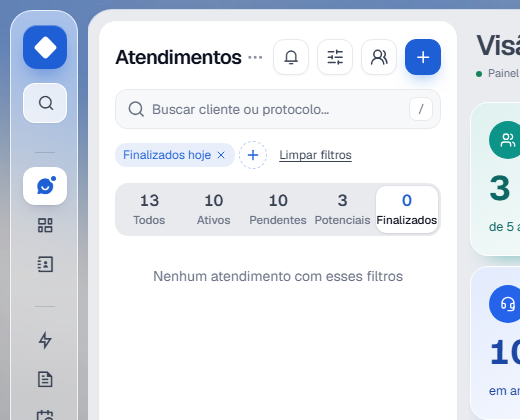 Atendimentos ···
Buscar cliente ou protocolo... /
Finalizados hoje × + Limpar filtros
13 10 10 3 0
Todos Ativos Pendentes Potenciais Finalizados
Nenhum atendimento com esses filtros
Painel
3
de 5
10